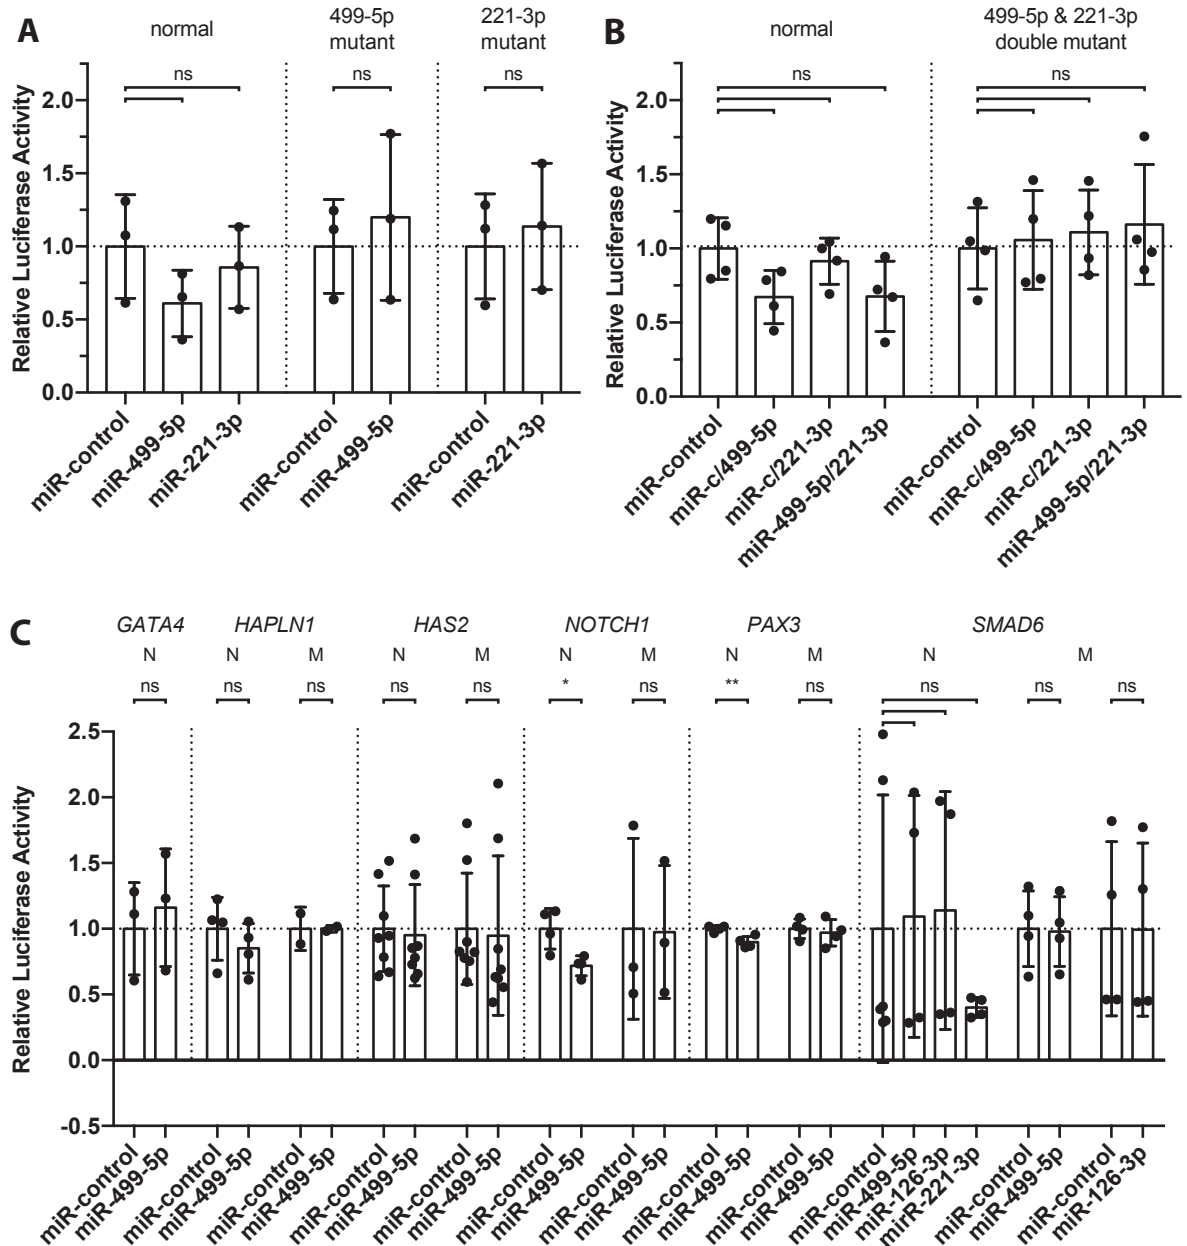 A
normal
499-5p
mutant
221-3p
mutant
ns
ns
ns
Relative Luciferase Activity
2.0
1.5
1.0
0.5
0.0
miR-control
miR-499-5p
miR-221-3p
miR-control
miR-499-5p
miR-control
miR-221-3p
B
normal
499-5p & 221-3p
double mutant
ns
ns
Relative Luciferase Activity
2.0
1.5
1.0
0.5
0.0
miR-control
miR-c/499-5p
miR-c/221-3p
miR-499-5p/221-3p
miR-control
miR-c/499-5p
miR-c/221-3p
miR-499-5p/221-3p
C
GATA4 HAPLN1 HAS2 NOTCH1 PAX3 SMAD6
N N M N M N M N M N M
ns ns ns ns ns * ns ** ns ns ns ns
Relative Luciferase Activity
2.5
2.0
1.5
1.0
0.5
0.0
-0.5
miR-control
miR-499-5p
miR-control
miR-499-5p
miR-control
miR-499-5p
miR-control
miR-499-5p
miR-control
miR-499-5p
miR-control
miR-499-5p
miR-control
miR-499-5p
miR-control
miR-499-5p
miR-control
miR-499-5p
miR-control
miR-499-5p
miR-126-3p
mirR-221-3p
miR-control
miR-499-5p
miR-control
miR-126-3p